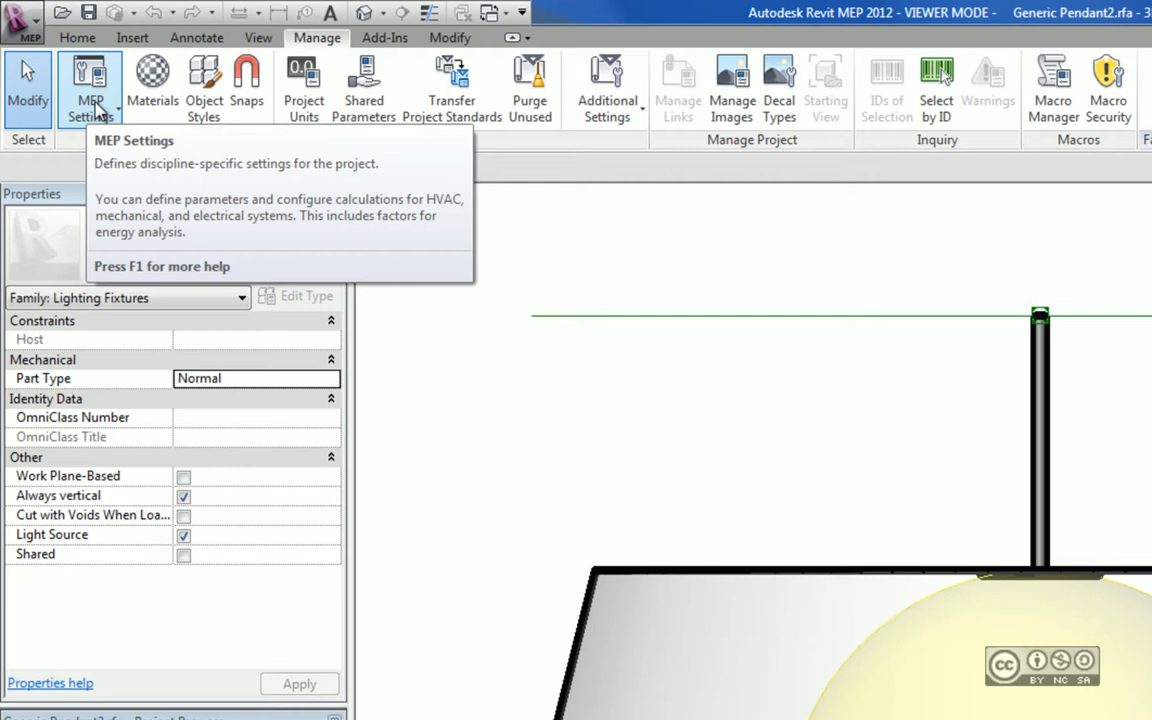 Autodesk Revit MEP 2012 - VIEWER MODE - Generic Pendant2.rfa - 3
MEP
Home Insert Annotate View Manage Add-Ins Modify
Modify
MEP
Settings
Materials
Object
Styles
Snaps
Project
Units
Shared
Parameters
Transfer
Project Standards
Purge
Unused
Additional
Settings
Manage
Links
Manage
Images
Decal
Types
Starting
View
IDs of
Selection
Select
by ID
Warnings
Macro
Manager
Macro
Security
Select
Manage Project
Inquiry
Macros
MEP Settings
Defines discipline-specific settings for the project.
You can define parameters and configure calculations for HVAC,
mechanical, and electrical systems. This includes factors for
energy analysis.
Press F1 for more help
Properties
Family: Lighting Fixtures
Edit Type
Constraints
Host
Mechanical
Part Type Normal
Identity Data
OmniClass Number
OmniClass Title
Other
Work Plane-Based
Always vertical
Cut with Voids When Loa...
Light Source
Shared
Properties help
Apply
cc
BY NC SA